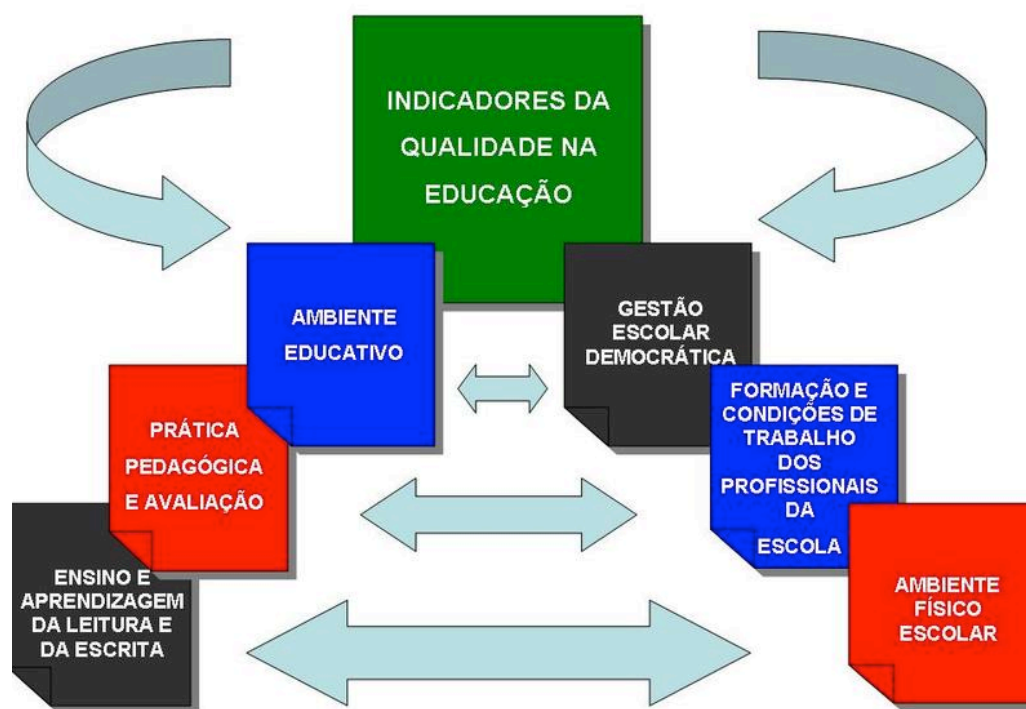 INDICADORES DA
QUALIDADE NA
EDUCAÇÃO
AMBIENTE
EDUCATIVO
GESTÃO
ESCOLAR
DEMOCRÁTICA
PRÁTICA
PEDAGÓGICA
E AVALIAÇÃO
FORMAÇÃO E
CONDIÇÕES DE
TRABALHO
DOS
PROFISSIONAIS
DA
ESCOLA
ENSINO E
APRENDIZAGEM
DA LEITURA E
DA ESCRITA
AMBIENTE
FÍSICO
ESCOLAR